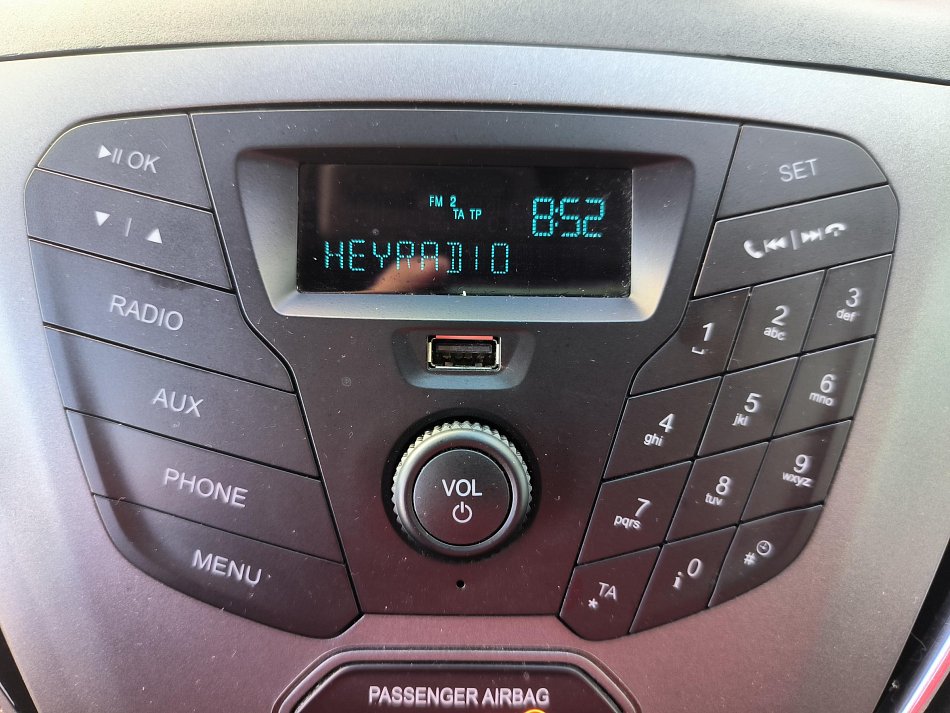 OK
SET
FM 2
TA TP
8:52
HEYRADIO
RADIO
AUX
PHONE
MENU
VOL
1
2
abc
3
def
4
ghi
5
jkl
6
mno
7
pqrs
8
tuv
9
wxyz
TA
*
i 0
#
PASSENGER AIRBAG